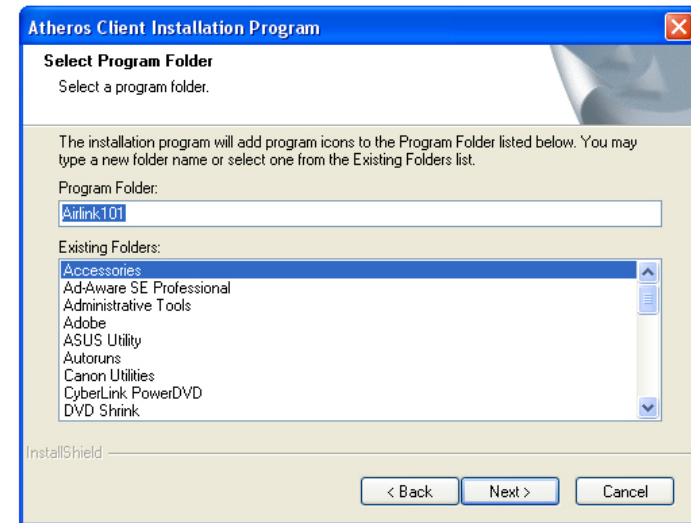 Atheros Client Installation Program
Select Program Folder
Select a program folder.
The installation program will add program icons to the Program Folder listed below. You may
type a new folder name or select one from the Existing Folders list.
Program Folder:
Airlink101
Existing Folders:
Accessories
Ad-Aware SE Professional
Administrative Tools
Adobe
ASUS Utility
Autoruns
Canon Utilities
CyberLink PowerDVD
DVD Shrink
InstallShield
< Back Next > Cancel